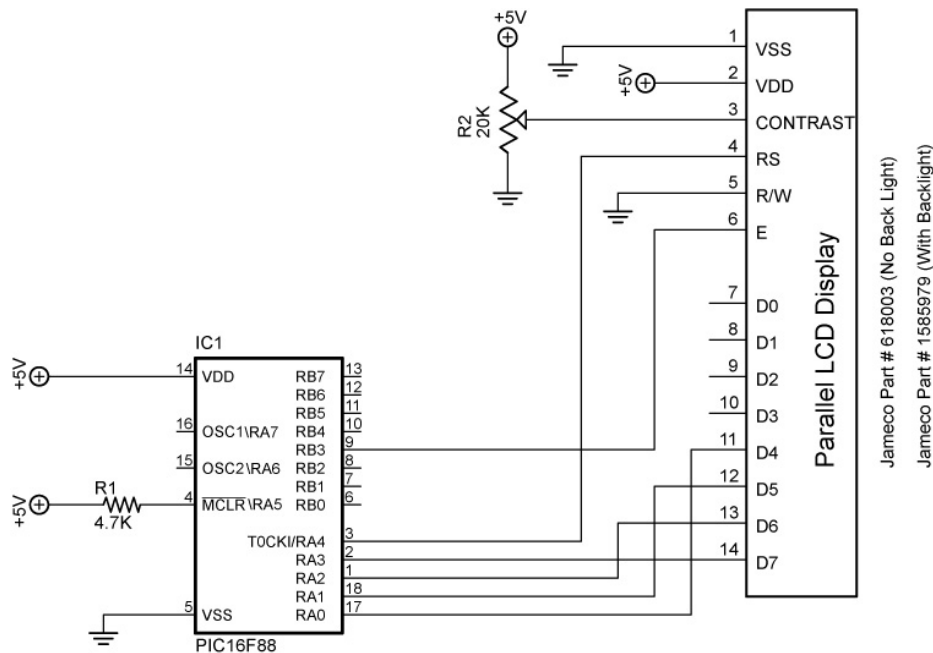 +5V
R2
20K
+5V
1
VSS
2
VDD
3
CONTRAST
4
RS
5
R/W
6
E
7
D0
8
D1
9
D2
10
D3
11
D4
12
D5
13
D6
14
D7
Parallel LCD Display
Jameco Part # 618003 (No Back Light)
Jameco Part # 1585979 (With Backlight)
IC1
+5V
14
VDD
16
OSC1\RA7
15
OSC2\RA6
+5V
R1
4.7K
4
MCLR\RA5
5
VSS
RB7
13
RB6
12
RB5
11
RB4
10
RB3
9
RB2
8
RB1
7
RB0
6
T0CKI/RA4
3
RA3
2
RA2
1
RA1
18
RA0
17
PIC16F88